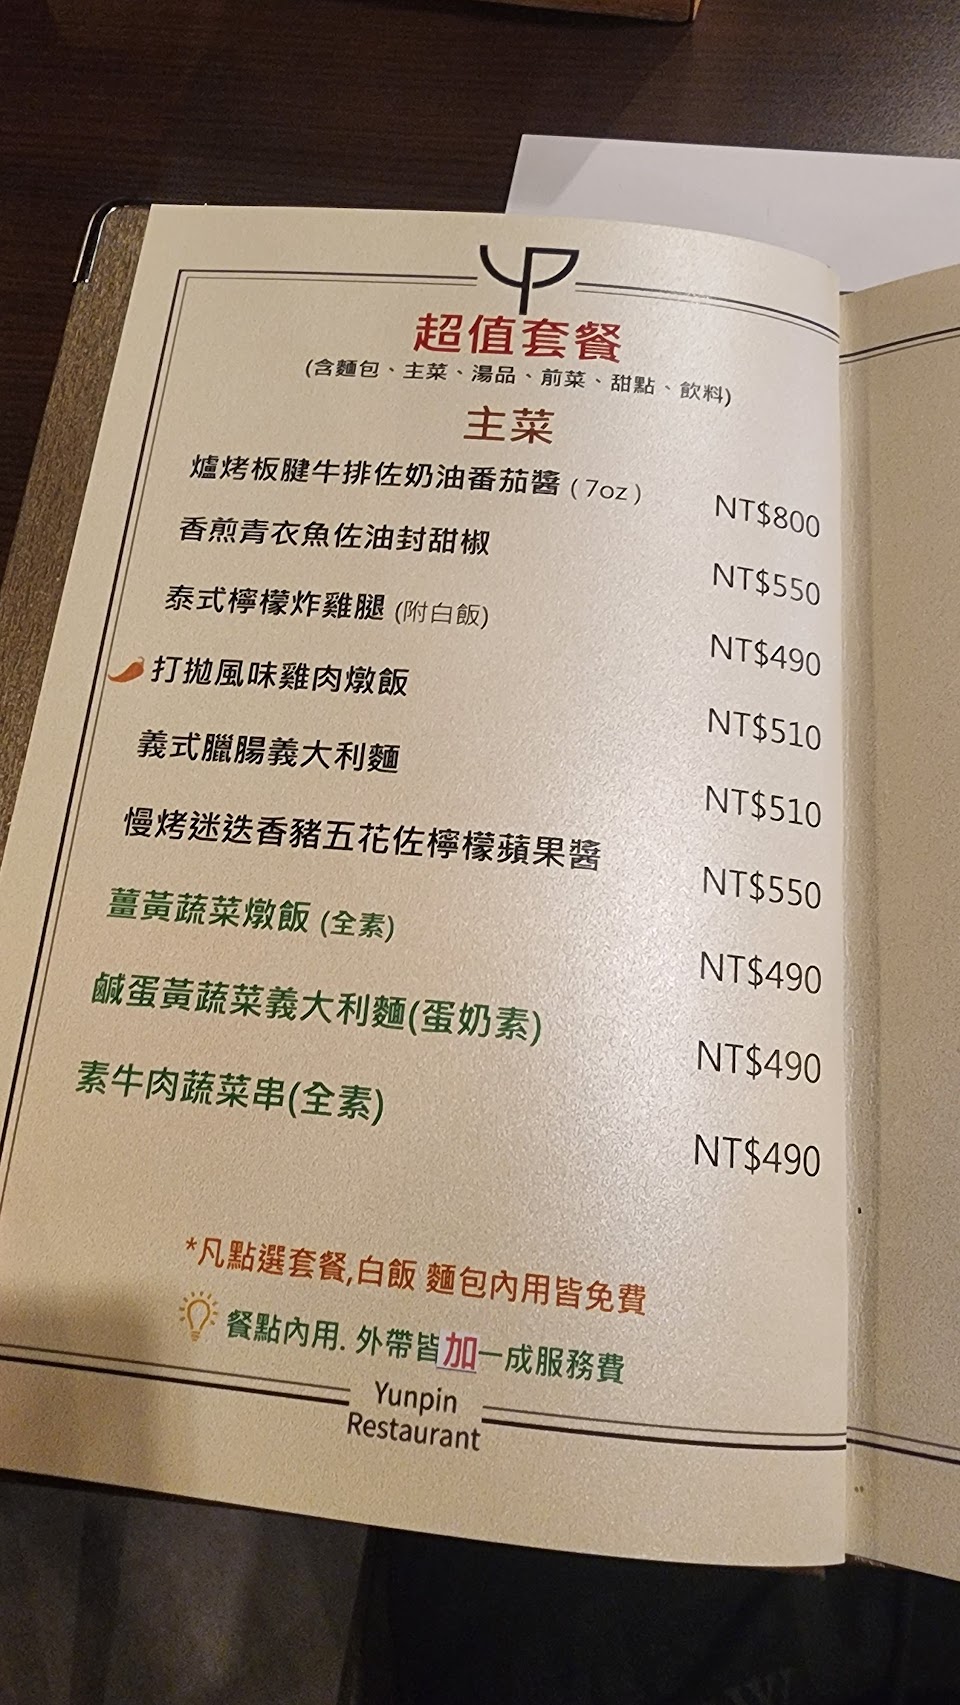 超值套餐
(含麵包、主菜、湯品、前菜、甜點、飲料)
主菜
爐烤板腱牛排佐奶油番茄醬 (7oz) NT$800
香煎青衣魚佐油封甜椒 NT$550
泰式檸檬炸雞腿 (附白飯) NT$490
打拋風味雞肉燉飯 NT$510
義式臘腸義大利麵 NT$510
慢烤迷迭香豬五花佐檸檬蘋果醬 NT$550
薑黃蔬菜燉飯 (全素) NT$490
鹹蛋黃蔬菜義大利麵(蛋奶素) NT$490
素牛肉蔬菜串(全素) NT$490
*凡點選套餐,白飯 麵包內用皆免費
餐點內用. 外帶皆加一成服務費
Yunpin
Restaurant